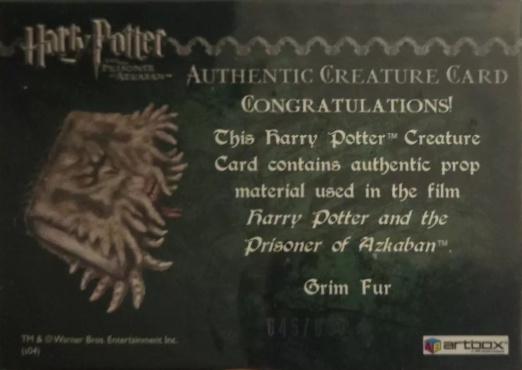 Harry Potter
AND THE
PRISONER OF
AZKABAN™
AUTHENTIC CREATURE CARD
CONGRATULATIONS!
This Harry Potter™ Creature
Card contains authentic prop
material used in the film
Harry Potter and the
Prisoner of Azkaban™.
Grim Fur
TM & © Warner Bros. Entertainment Inc.
(s04)
artbox